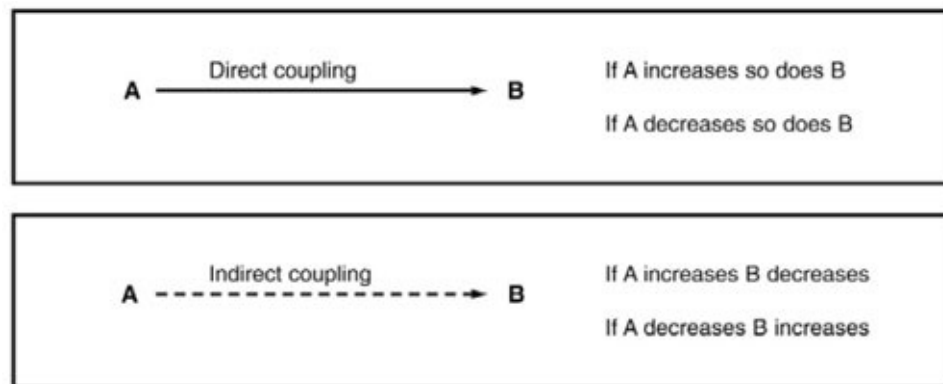 Direct coupling
A B
If A increases so does B
If A decreases so does B
Indirect coupling
A B
If A increases B decreases
If A decreases B increases